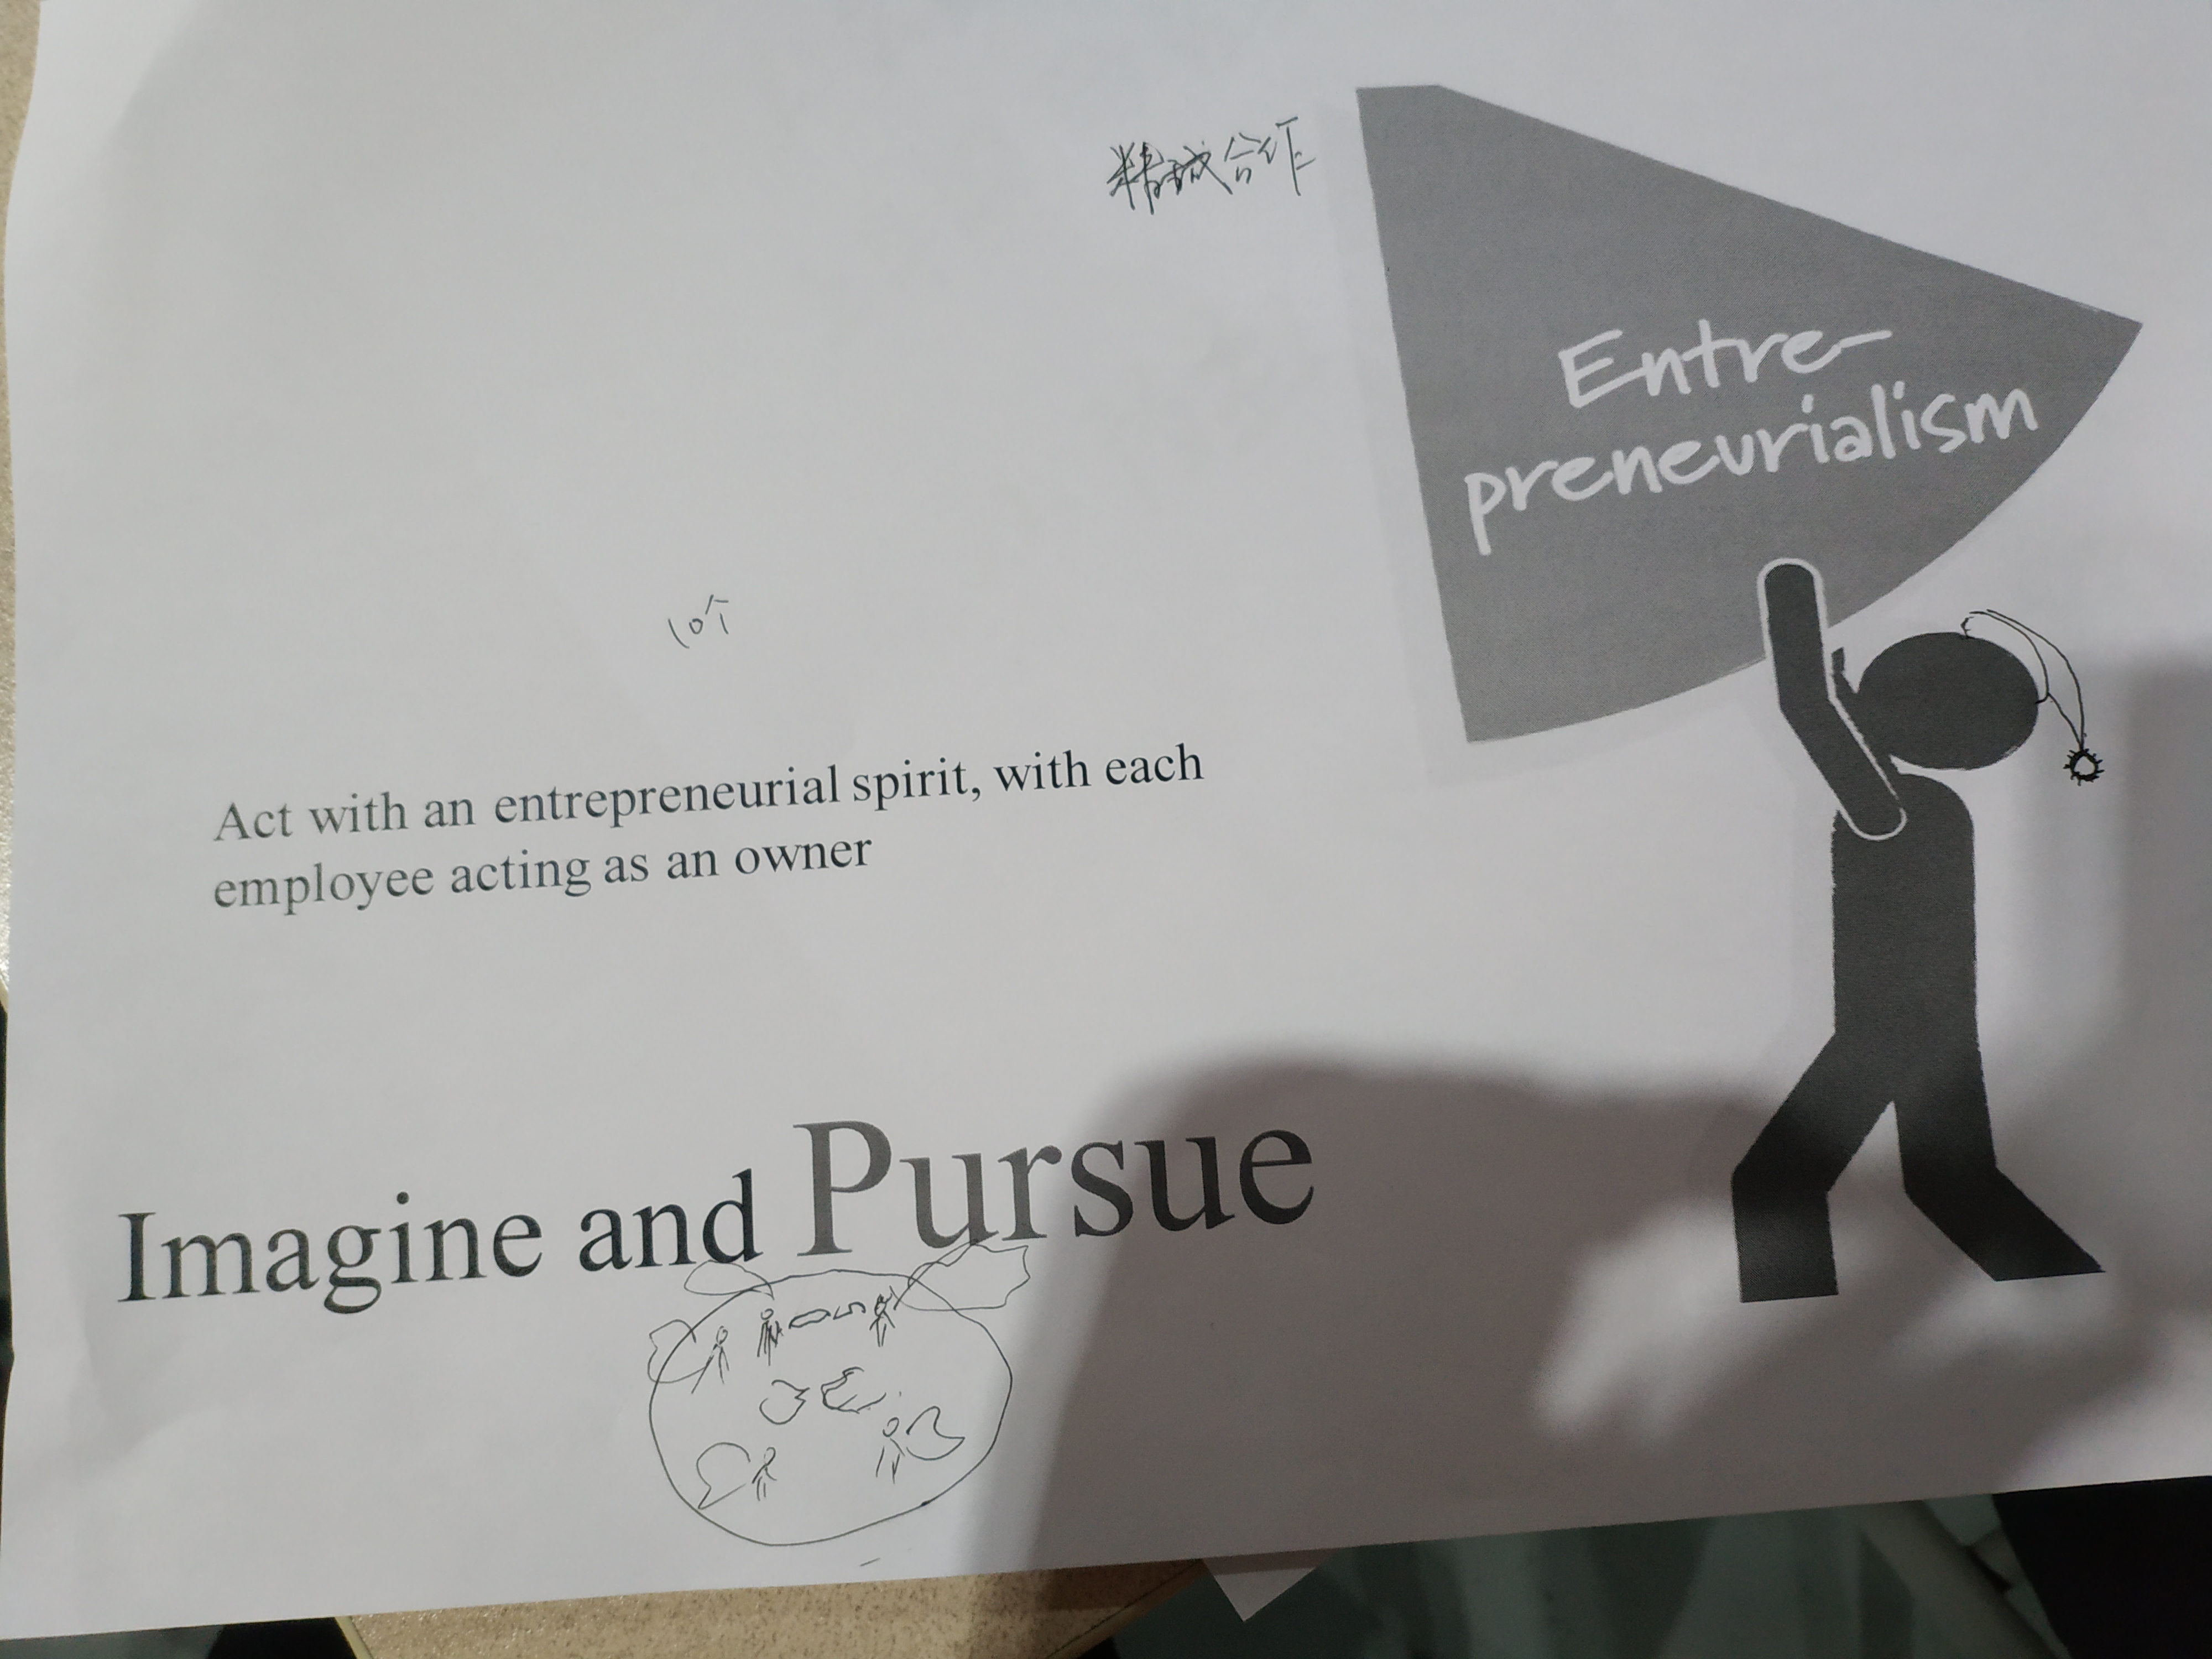 精诚合作
Entre-
preneurialism
10个
Act with an entrepreneurial spirit, with each
employee acting as an owner
Imagine and Pursue